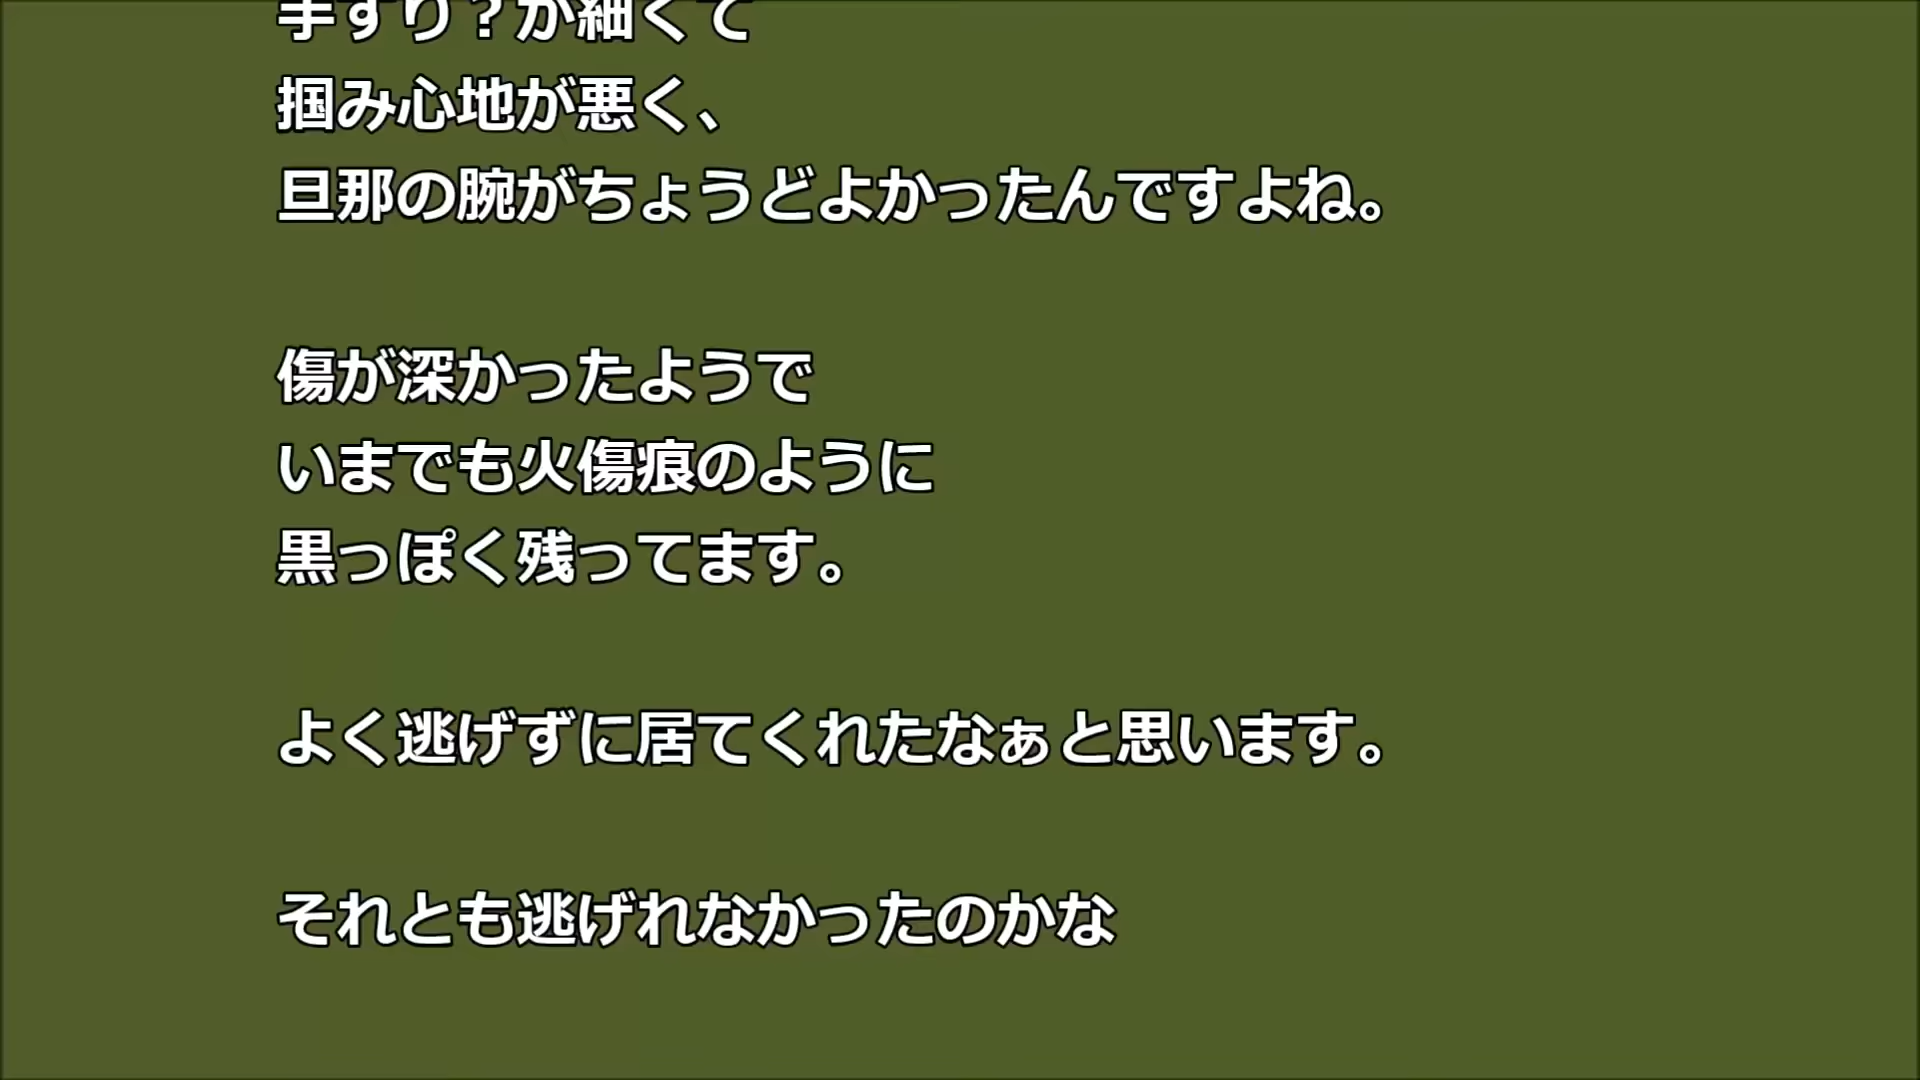 手すり？が細くて
掴み心地が悪く、
旦那の腕がちょうどよかったんですよね。
傷が深かったようで
いまでも火傷痕のように
黒っぽく残ってます。
よく逃げずに居てくれたなぁと思います。
それとも逃げれなかったのかな